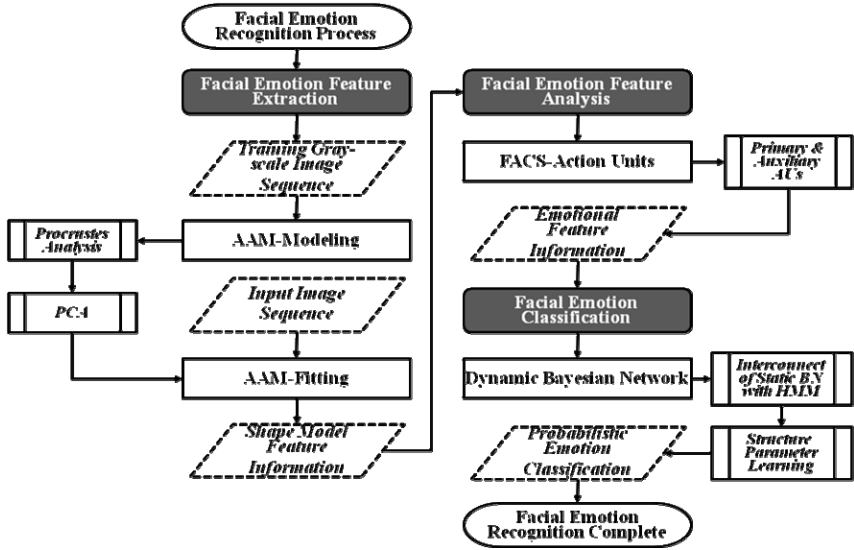 Facial Emotion
Recognition Process
Facial Emotion Feature
Extraction
Training Gray-
scale Image
Sequence
AAM-Modeling
Procrustes
Analysis
PCA
Input Image
Sequence
AAM-Fitting
Shape Model
Feature
Information
Facial Emotion Feature
Analysis
FACS-Action Units
Primary &
Auxiliary
AUs
Emotional
Feature
Information
Facial Emotion
Classification
Dynamic Bayesian Network
Interconnect
of Static BN
with HMM
Structure
Parameter
Learning
Probabilistic
Emotion
Classification
Facial Emotion
Recognition Complete